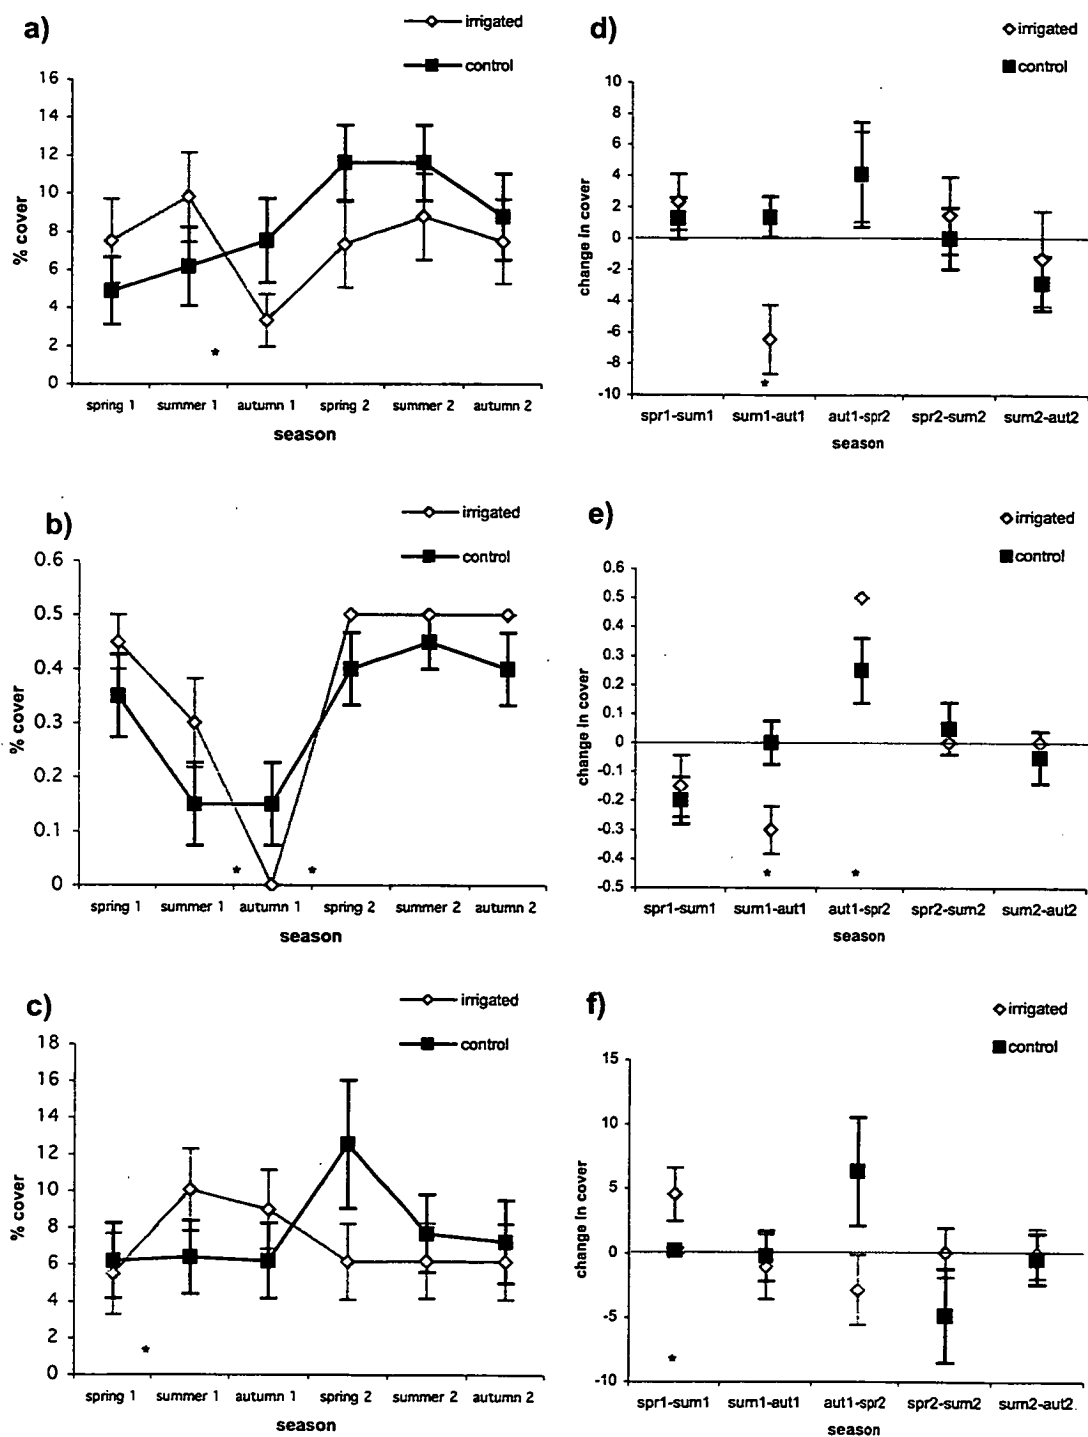 a)
irrigated
control
16
14
12
10
8
6
4
2
0
% cover
*
spring 1 summer 1 autumn 1 spring 2 summer 2 autumn 2
season
d)
irrigated
control
10
8
6
4
2
0
-2
-4
-6
-8
-10
change in cover
*
spr1-sum1 sum1-aut1 aut1-spr2 spr2-sum2 sum2-aut2
season
b)
irrigated
control
0.6
0.5
0.4
0.3
0.2
0.1
0
% cover
* *
spring 1 summer 1 autumn 1 spring 2 summer 2 autumn 2
season
e)
irrigated
control
0.6
0.5
0.4
0.3
0.2
0.1
0
-0.1
-0.2
-0.3
-0.4
-0.5
change in cover
* *
spr1-sum1 sum1-aut1 aut1-spr2 spr2-sum2 sum2-aut2
season
c)
irrigated
control
18
16
14
12
10
8
6
4
2
0
% cover
*
spring 1 summer 1 autumn 1 spring 2 summer 2 autumn 2
season
f)
irrigated
control
15
10
5
0
-5
-10
change in cover
*
spr1-sum1 sum1-aut1 aut1-spr2 spr2-sum2 sum2-aut2
season